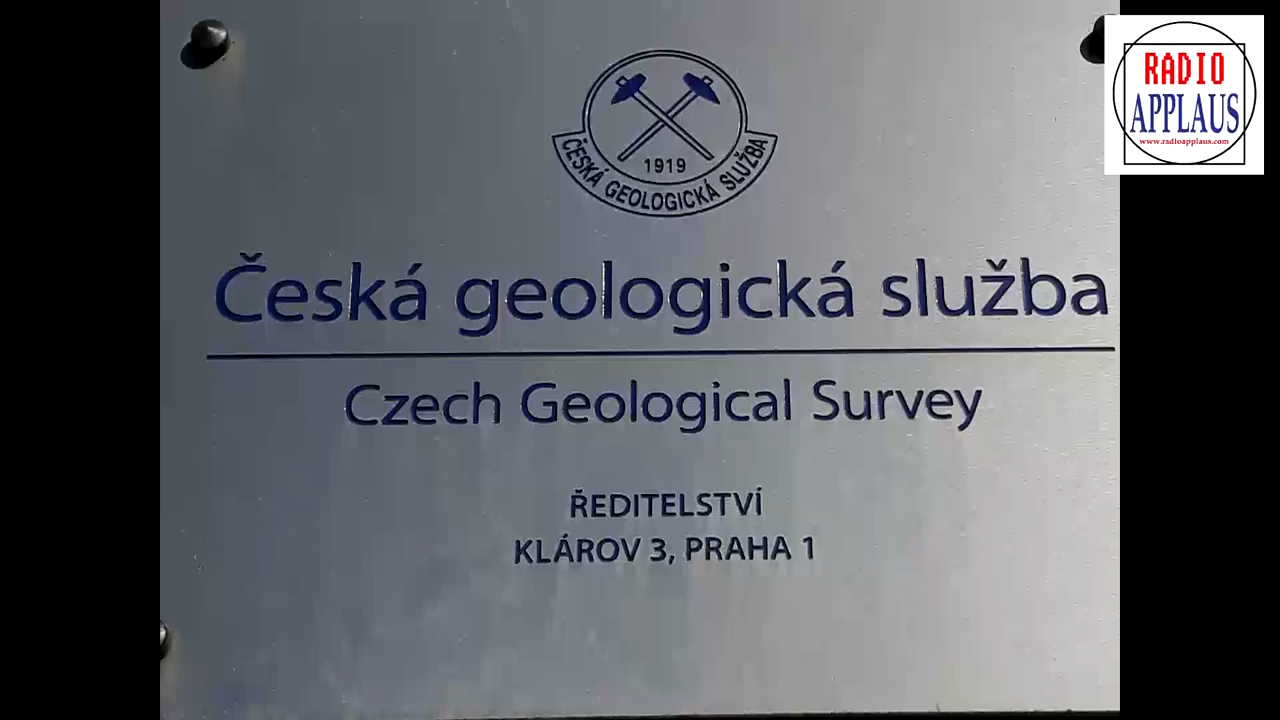 1919
ČESKÁ GEOLOGICKÁ SLUŽBA
Česká geologická služba
Czech Geological Survey
ŘEDITELSTVÍ
KLÁROV 3, PRAHA 1
RADIO
APPLAUS
www.radioapplaus.com